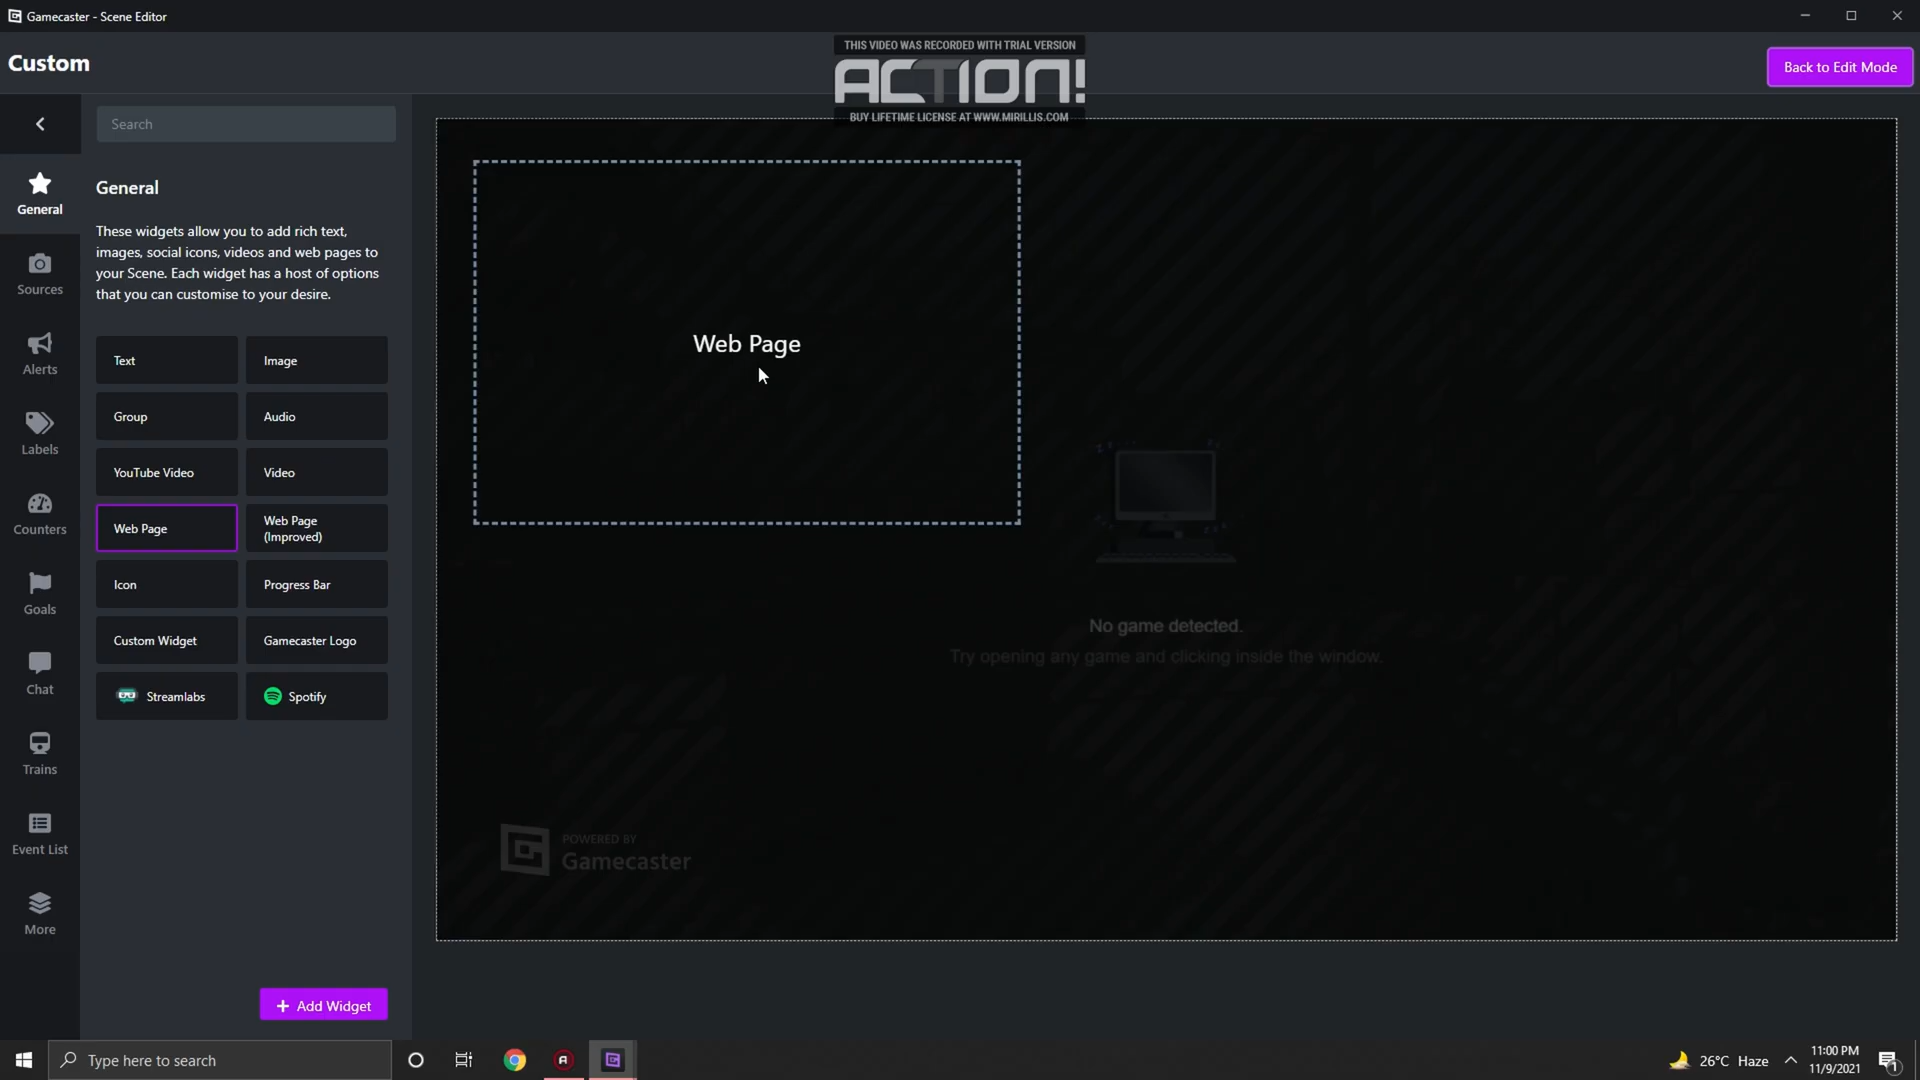 Gamecaster - Scene Editor
THIS VIDEO WAS RECORDED WITH TRIAL VERSION
ACTION!
BUY LIFETIME LICENSE AT WWW.MIRILLIS.COM
Custom
Back to Edit Mode
Search
General
Sources
Alerts
Labels
Counters
Goals
Chat
Trains
Event List
More
General
These widgets allow you to add rich text,
images, social icons, videos and web pages to
your Scene. Each widget has a host of options
that you can customise to your desire.
Text
Image
Group
Audio
YouTube Video
Video
Web Page
Web Page
(Improved)
Icon
Progress Bar
Custom Widget
Gamecaster Logo
Streamlabs
Spotify
+ Add Widget
Web Page
No game detected.
Try opening any game and clicking inside the window.
POWERED BY
Gamecaster
Type here to search
26°C Haze
11:00 PM
11/9/2021
1